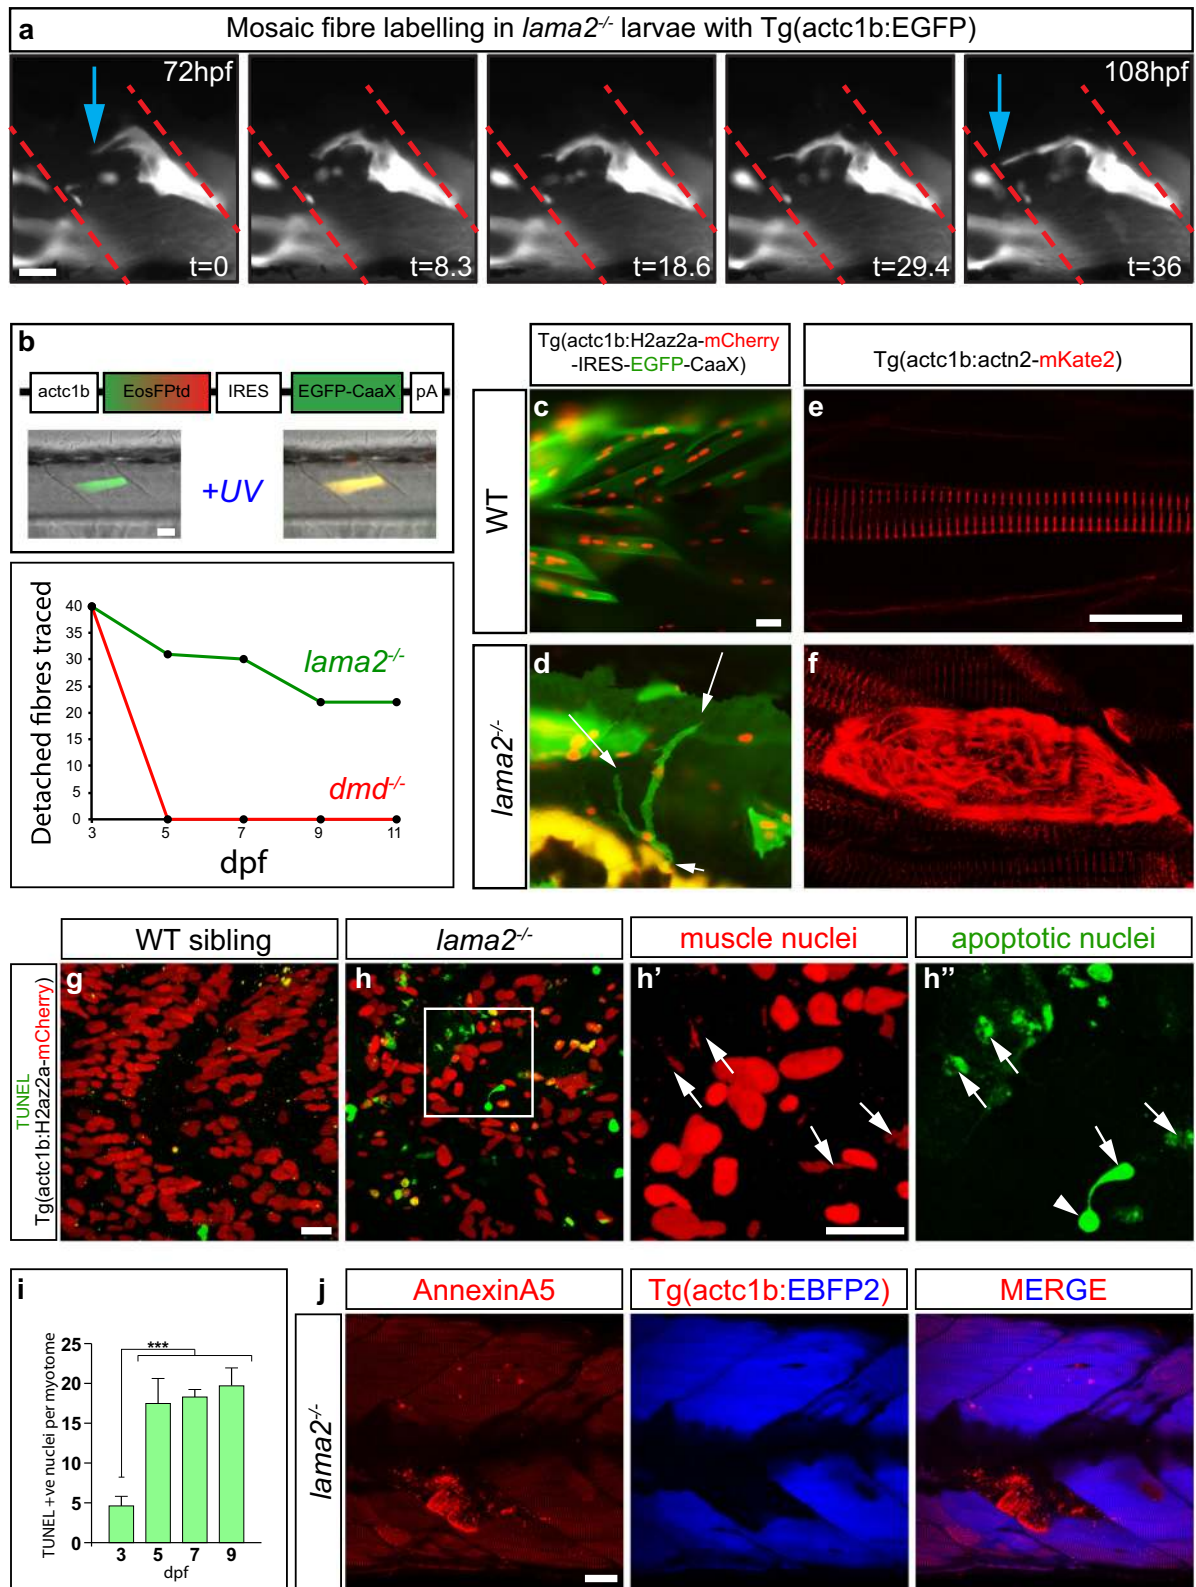 a
Mosaic fibre labelling in lama2-/- larvae with Tg(actc1b:EGFP)
72hpf
108hpf
t=0
t=8.3
t=18.6
t=29.4
t=36
b
actc1b
EosFPtd
IRES
EGFP-CaaX
pA
+UV
Detached fibres traced
40
35
30
25
20
15
10
5
0
3
5
7
9
11
dpf
lama2-/-
dmd-/-
Tg(actc1b:H2az2a-mCherry
-IRES-EGFP-CaaX)
Tg(actc1b:actn2-mKate2)
WT
c
e
lama2-/-
d
f
WT sibling
lama2-/-
muscle nuclei
apoptotic nuclei
TUNEL
Tg(actc1b:H2az2a-mCherry)
g
h
h'
h''
i
TUNEL +ve nuclei per myotome
25
20
15
10
5
0
***
3
5
7
9
dpf
j
AnnexinA5
Tg(actc1b:EBFP2)
MERGE
lama2-/-